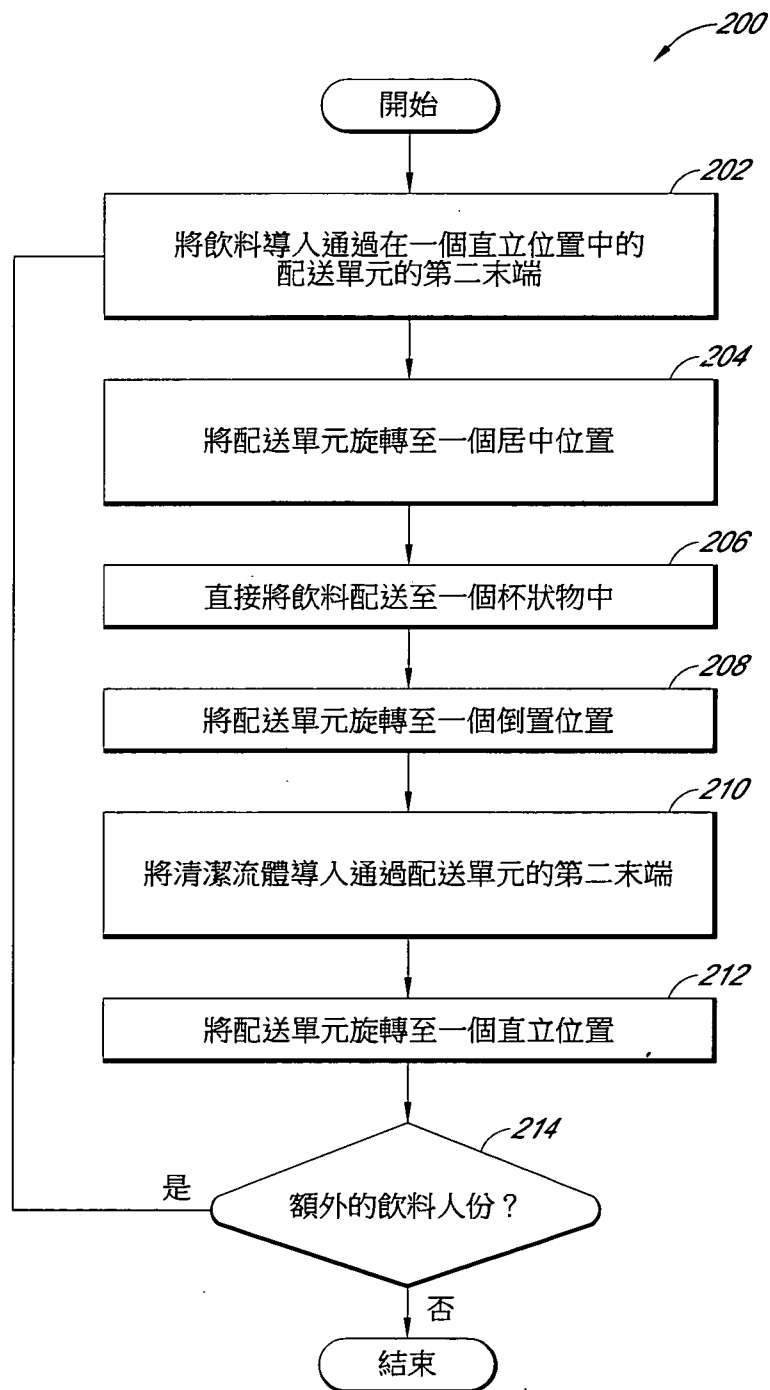 200
開始
202
將飲料導入通過在一個直立位置中的
配送單元的第二末端
204
將配送單元旋轉至一個居中位置
206
直接將飲料配送至一個杯狀物中
208
將配送單元旋轉至一個倒置位置
210
將清潔流體導入通過配送單元的第二末端
212
將配送單元旋轉至一個直立位置
214
額外的飲料人份？
是
否
結束